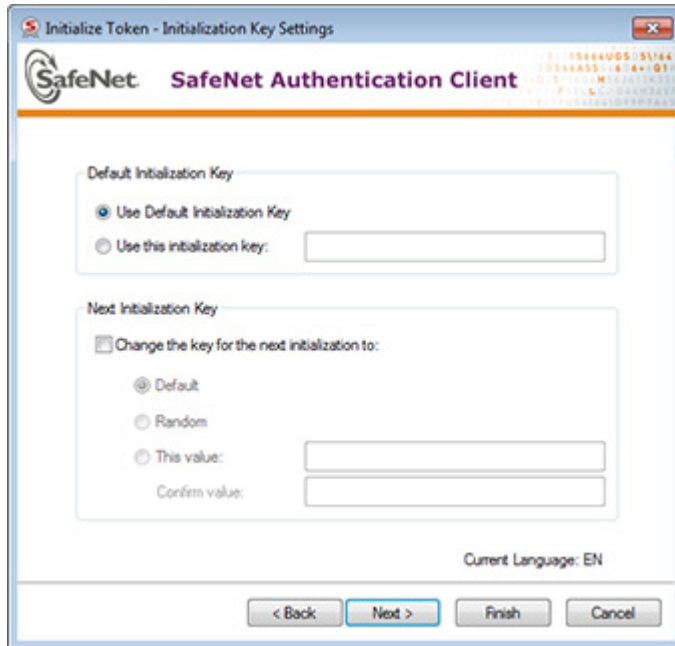 Initialize Token - Initialization Key Settings
SafeNet. SafeNet Authentication Client
Default Initialization Key
Use Default Initialization Key
Use this initialization key:
Next Initialization Key
Change the key for the next initialization to:
Default
Random
This value:
Confirm value:
Current Language: EN
< Back Next > Finish Cancel